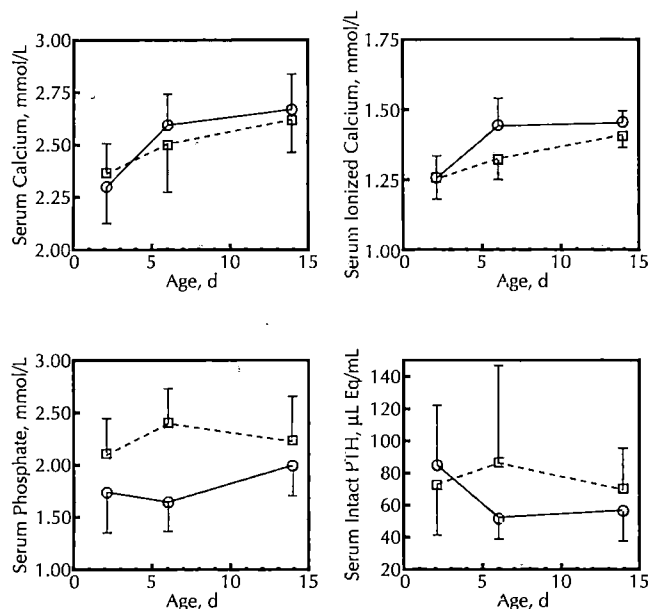 Serum Calcium, mmol/L
3.00
2.75
2.50
2.25
2.00
0 5 10 15
Age, d
Serum Ionized Calcium, mmol/L
1.75
1.50
1.25
1.00
0 5 10 15
Age, d
Serum Phosphate, mmol/L
3.00
2.50
2.00
1.50
1.00
0 5 10 15
Age, d
Serum Intact PTH, μL Eq/mL
140
120
100
80
60
40
20
0 5 10 15
Age, d